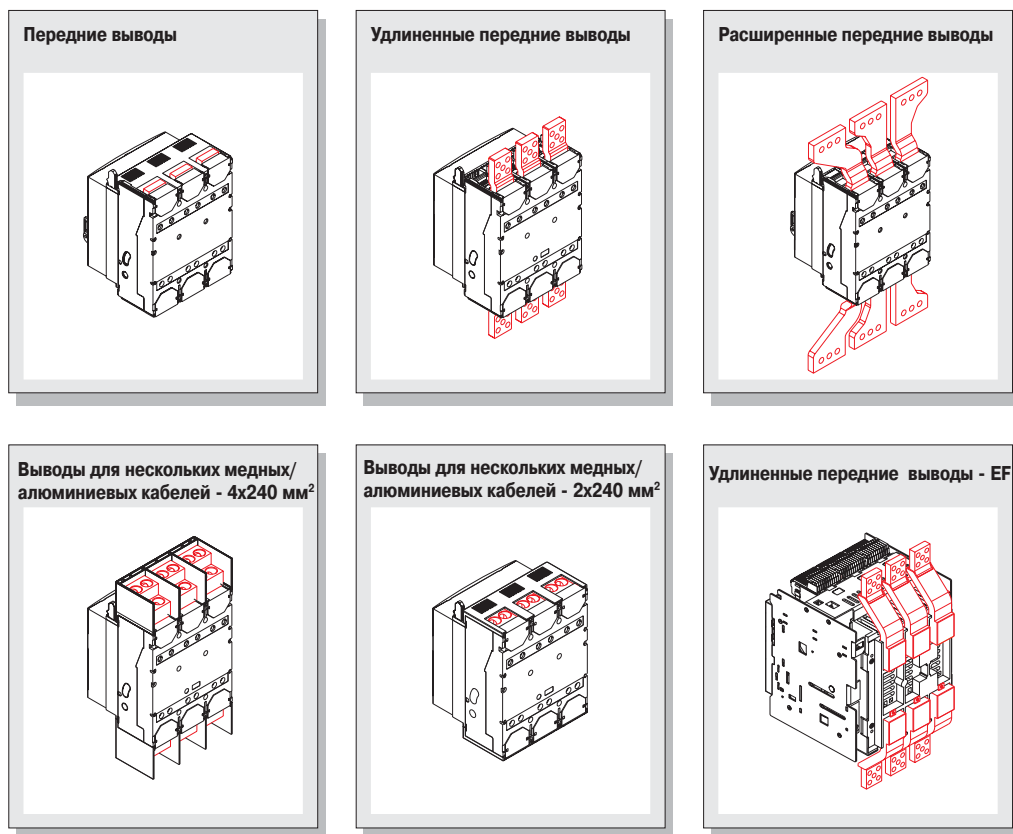 Передние выводы
Удлиненные передние выводы
Расширенные передние выводы
Выводы для нескольких медных/
алюминиевых кабелей - 4x240 мм²
Выводы для нескольких медных/
алюминиевых кабелей - 2x240 мм²
Удлиненные передние выводы - EF